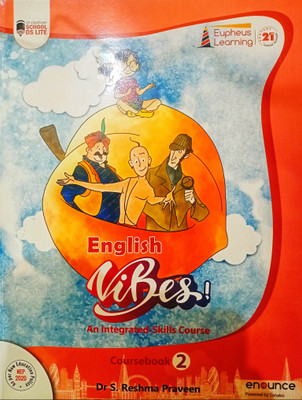 SCHOOL
OS LITE
Eupheus
Learning
21
English
ViBes!
An Integrated-Skills Course
Coursebook 2
NEP
2020
Dr S. Reshma Praveen
enounce